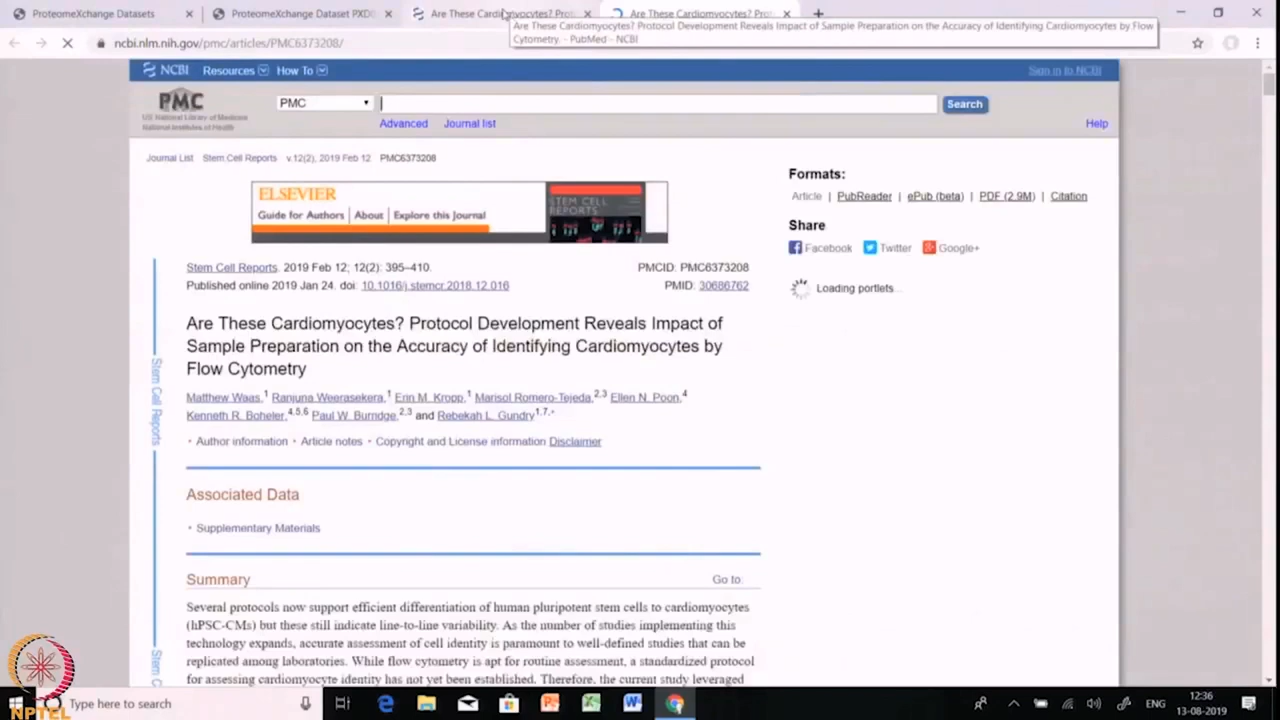 ProteomeXchange Datasets
ProteomeXchange Dataset PXD
Are These Cardiomyocytes? Prot
Are These Cardiomyocytes? Prot
Are These Cardiomyocytes? Protocol Development Reveals Impact of Sample Preparation on the Accuracy of Identifying Cardiomyocytes by Flow
Cytometry. - PubMed - NCBI
ncbi.nlm.nih.gov/pmc/articles/PMC6373208/
NCBI Resources How To Sign in to NCBI
PMC
US National Library of Medicine
National Institutes of Health
PMC
Search
Advanced Journal list
Help
Journal List Stem Cell Reports v.12(2); 2019 Feb 12 PMC6373208
ELSEVIER
Guide for Authors About Explore this Journal
STEM CELL
REPORTS
Formats:
Article | PubReader | ePub (beta) | PDF (2.9M) | Citation
Share
Facebook Twitter Google+
Loading portlets...
Stem Cell Reports. 2019 Feb 12; 12(2): 395–410.
PMCID: PMC6373208
Published online 2019 Jan 24. doi: 10.1016/j.stemcr.2018.12.016
PMID: 30686762
Are These Cardiomyocytes? Protocol Development Reveals Impact of
Sample Preparation on the Accuracy of Identifying Cardiomyocytes by
Flow Cytometry
Matthew Waas,1 Ranjuna Weerasekera,1 Erin M. Kropp,1 Marisol Romero-Tejeda,2,3 Ellen N. Poon,4
Kenneth R. Boheler,4,5,6 Paul W. Burridge,2,3 and Rebekah L. Gundry1,7,∗
Author information Article notes Copyright and License information Disclaimer
Stem Cell Reports
Associated Data
Supplementary Materials
Summary
Go to:
Several protocols now support efficient differentiation of human pluripotent stem cells to cardiomyocytes
(hPSC-CMs) but these still indicate line-to-line variability. As the number of studies implementing this
technology expands, accurate assessment of cell identity is paramount to well-defined studies that can be
replicated among laboratories. While flow cytometry is apt for routine assessment, a standardized protocol
for assessing cardiomyocyte identity has not yet been established. Therefore, the current study leveraged
Stem C
NPTEL
Type here to search
12:36
13-08-2019